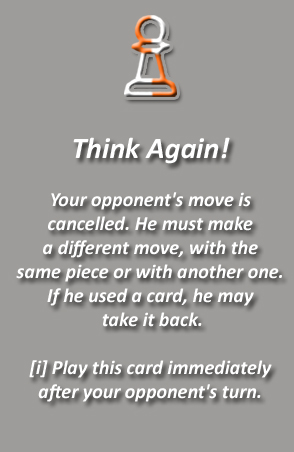 Think Again!
Your opponent's move is
cancelled. He must make
a different move, with the
same piece or with another one.
If he used a card, he may
take it back.
[i] Play this card immediately
after your opponent's turn.